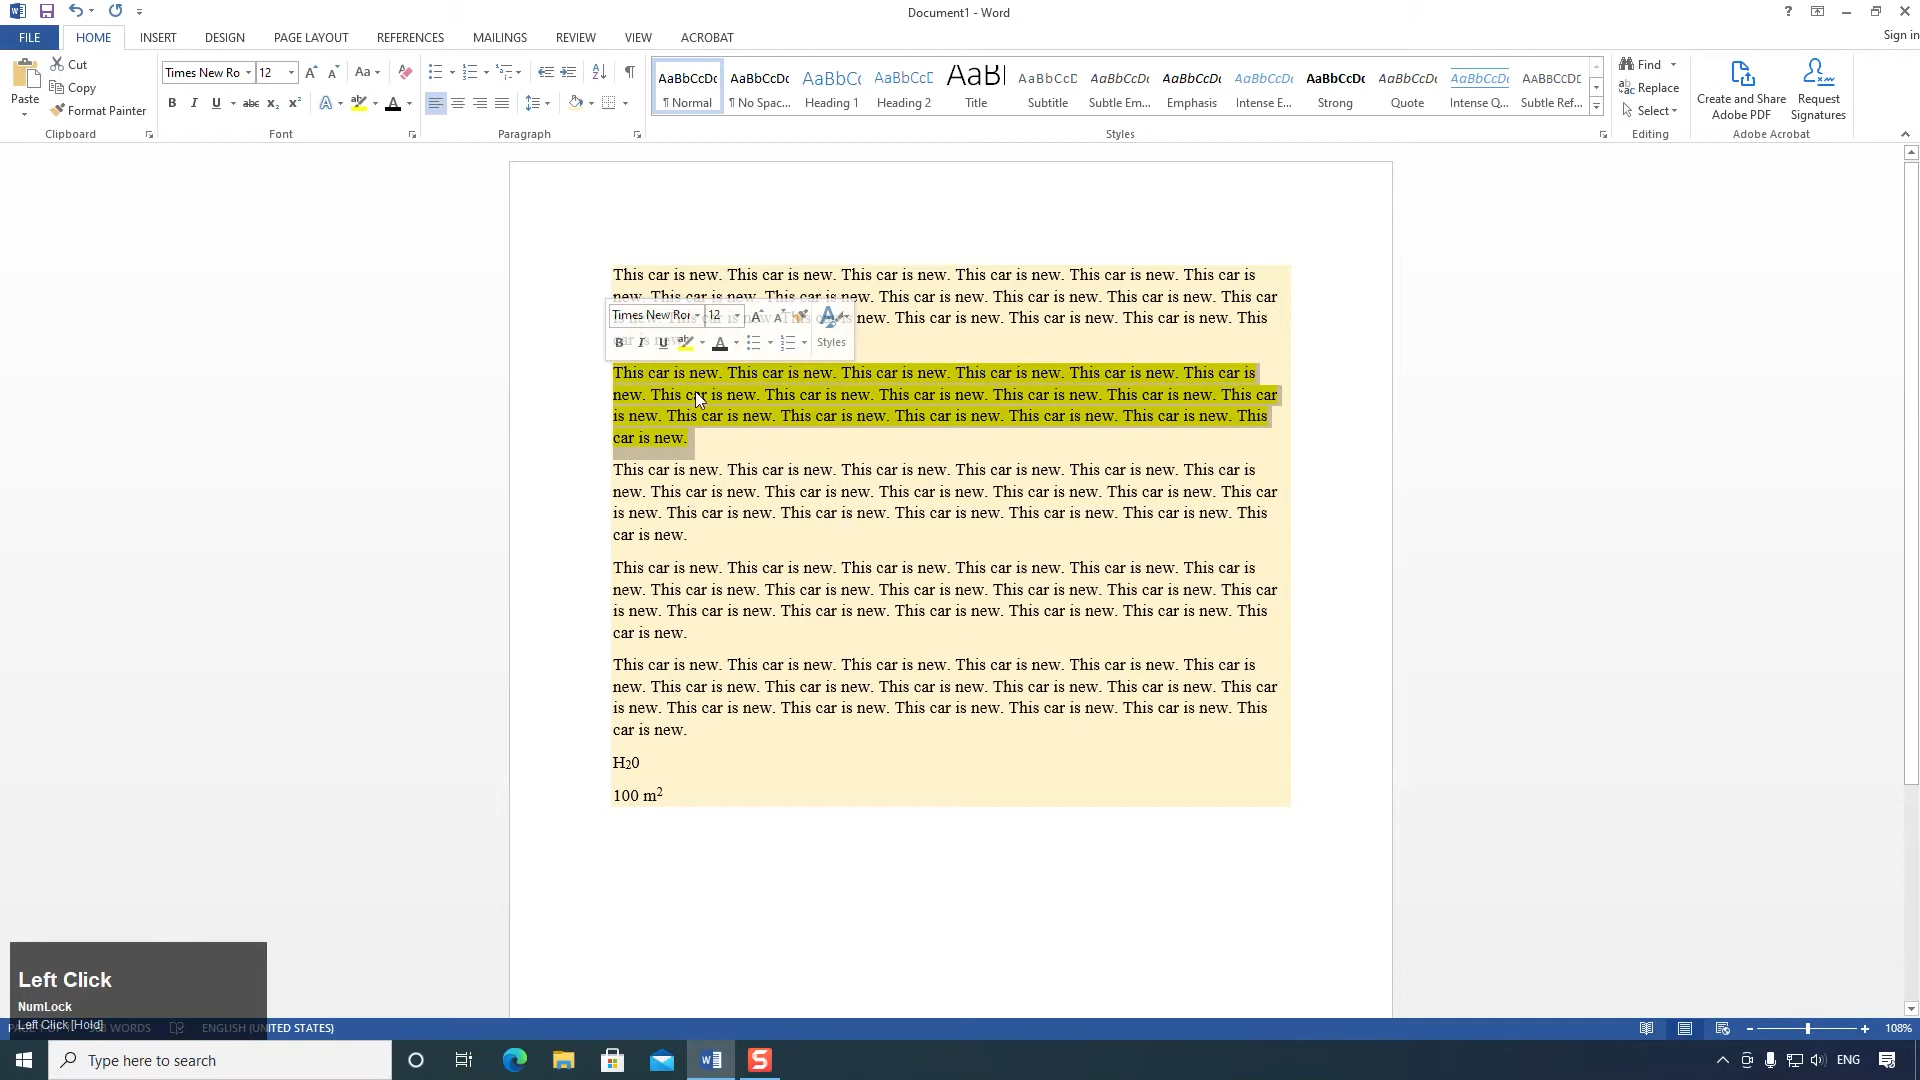 Document1 - Word
Sign in
FILE HOME INSERT DESIGN PAGE LAYOUT REFERENCES MAILINGS REVIEW VIEW ACROBAT
Cut
Copy
Format Painter
Paste
Clipboard
Times New Ro 12
Font
Paragraph
AaBbCcDc AaBbCcDc AaBbC AaBbCcC AaBl AaBbCcD AaBbCcDc AaBbCcDc AaBbCcDc AaBbCcDc AaBbCcDc AaBbCcDc AABBCCDE
¶ Normal ¶ No Spac... Heading 1 Heading 2 Title Subtitle Subtle Em... Emphasis Intense E... Strong Quote Intense Q... Subtle Ref...
Styles
Find
Replace
Select
Editing
Create and Share
Adobe PDF
Request
Signatures
Adobe Acrobat
This car is new. This car is new. This car is new. This car is new. This car is new. This car is
new. This car is new. This car is new. This car is new. This car is new. This car is new. This car
is new. This car is new. This car is new. This car is new. This car is new. This car is new. This
car is new.
Times New Ror 12
Styles
This car is new. This car is new. This car is new. This car is new. This car is new. This car is
new. This car is new. This car is new. This car is new. This car is new. This car is new. This car
is new. This car is new. This car is new. This car is new. This car is new. This car is new. This
car is new.
This car is new. This car is new. This car is new. This car is new. This car is new. This car is
new. This car is new. This car is new. This car is new. This car is new. This car is new. This car
is new. This car is new. This car is new. This car is new. This car is new. This car is new. This
car is new.
This car is new. This car is new. This car is new. This car is new. This car is new. This car is
new. This car is new. This car is new. This car is new. This car is new. This car is new. This car
is new. This car is new. This car is new. This car is new. This car is new. This car is new. This
car is new.
This car is new. This car is new. This car is new. This car is new. This car is new. This car is
new. This car is new. This car is new. This car is new. This car is new. This car is new. This car
is new. This car is new. This car is new. This car is new. This car is new. This car is new. This
car is new.
H₂0
100 m²
Left Click
NumLock
Left Click [Hold]
WORDS ENGLISH (UNITED STATES)
108%
Type here to search
ENG